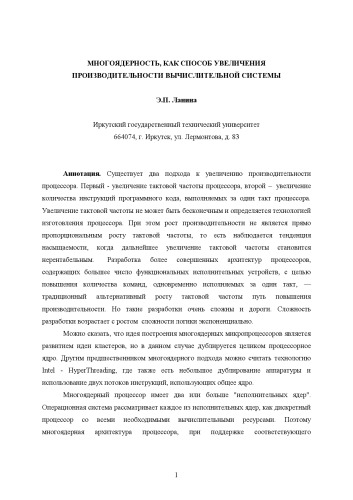 МНОГОЯДЕРНОСТЬ, КАК СПОСОБ УВЕЛИЧЕНИЯ
ПРОИЗВОДИТЕЛЬНОСТИ ВЫЧИСЛИТЕЛЬНОЙ СИСТЕМЫ
Э.П. Ланина
Иркутский государственный технический университет
664074, г. Иркутск, ул. Лермонтова, д. 83
Аннотация. Существует два подхода к увеличению производительности
процессора. Первый - увеличение тактовой частоты процессора, второй – увеличение
количества инструкций программного кода, выполняемых за один такт процессора.
Увеличение тактовой частоты не может быть бесконечным и определяется технологией
изготовления процессора. При этом рост производительности не является прямо
пропорциональным росту тактовой частоты, то есть наблюдается тенденция
насыщаемости, когда дальнейшее увеличение тактовой частоты становится
нерентабельным. Разработка более совершенных архитектур процессоров,
содержащих большее число функциональных исполнительных устройств, с целью
повышения количества команд, одновременно исполняемых за один такт, —
традиционный альтернативный росту тактовой частоты путь повышения
производительности. Но такие разработки очень сложны и дороги. Сложность
разработки возрастает с ростом сложности логики экспоненциально.
Можно сказать, что идея построения многоядерных микропроцессоров является
развитием идеи кластеров, но в данном случае дублируется целиком процессорное
ядро. Другим предшественником многоядерного подхода можно считать технологию
Intel - HyperThreading, где также есть небольшое дублирование аппаратуры и
использование двух потоков инструкций, использующих общее ядро.
Многоядерный процессор имеет два или больше "исполнительных ядер".
Операционная система рассматривает каждое из исполнительных ядер, как дискретный
процессор со всеми необходимыми вычислительными ресурсами. Поэтому
многоядерная архитектура процессора, при поддержке соответствующего
1